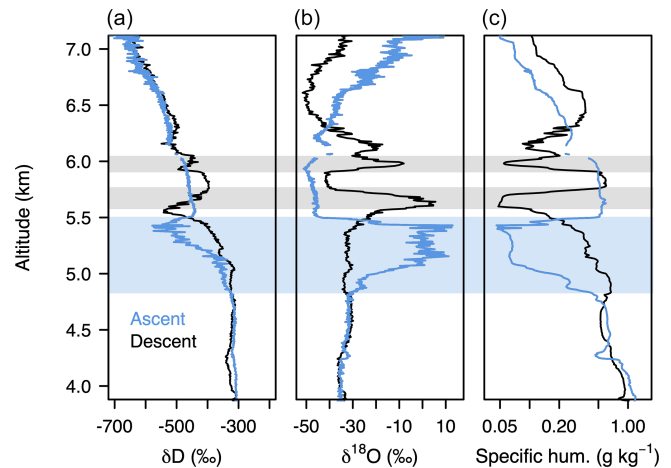 (a) (b) (c)
7.0
6.5
6.0
5.5
5.0
4.5
4.0
Altitude (km)
Ascent
Descent
-700 -500 -300 -50 -30 -10 10 0.05 0.20 1.00
δD (‰) δ¹⁸O (‰) Specific hum. (g kg⁻¹)